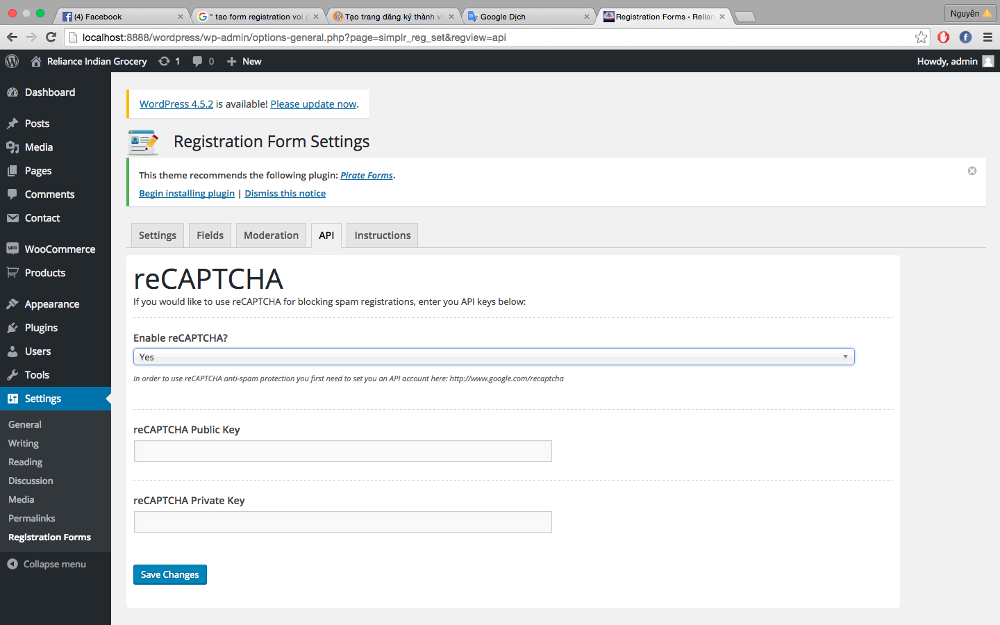 (4) Facebook
" tao form registration voi p
Tạo trang đăng ký thành vi
Google Dịch
Registration Forms ‹ Relian
Nguyễn
localhost:8888/wordpress/wp-admin/options-general.php?page=simplr_reg_set&regview=api
Reliance Indian Grocery
1
0
New
Howdy, admin
Dashboard
Posts
Media
Pages
Comments
Contact
WooCommerce
Products
Appearance
Plugins
Users
Tools
Settings
General
Writing
Reading
Discussion
Media
Permalinks
Registration Forms
Collapse menu
WordPress 4.5.2 is available! Please update now.
Registration Form Settings
This theme recommends the following plugin: Pirate Forms.
Begin installing plugin | Dismiss this notice
Settings
Fields
Moderation
API
Instructions
reCAPTCHA
If you would like to use reCAPTCHA for blocking spam registrations, enter you API keys below:
Enable reCAPTCHA?
Yes
In order to use reCAPTCHA anti-spam protection you first need to set you an API account here: http://www.google.com/recaptcha
reCAPTCHA Public Key
reCAPTCHA Private Key
Save Changes